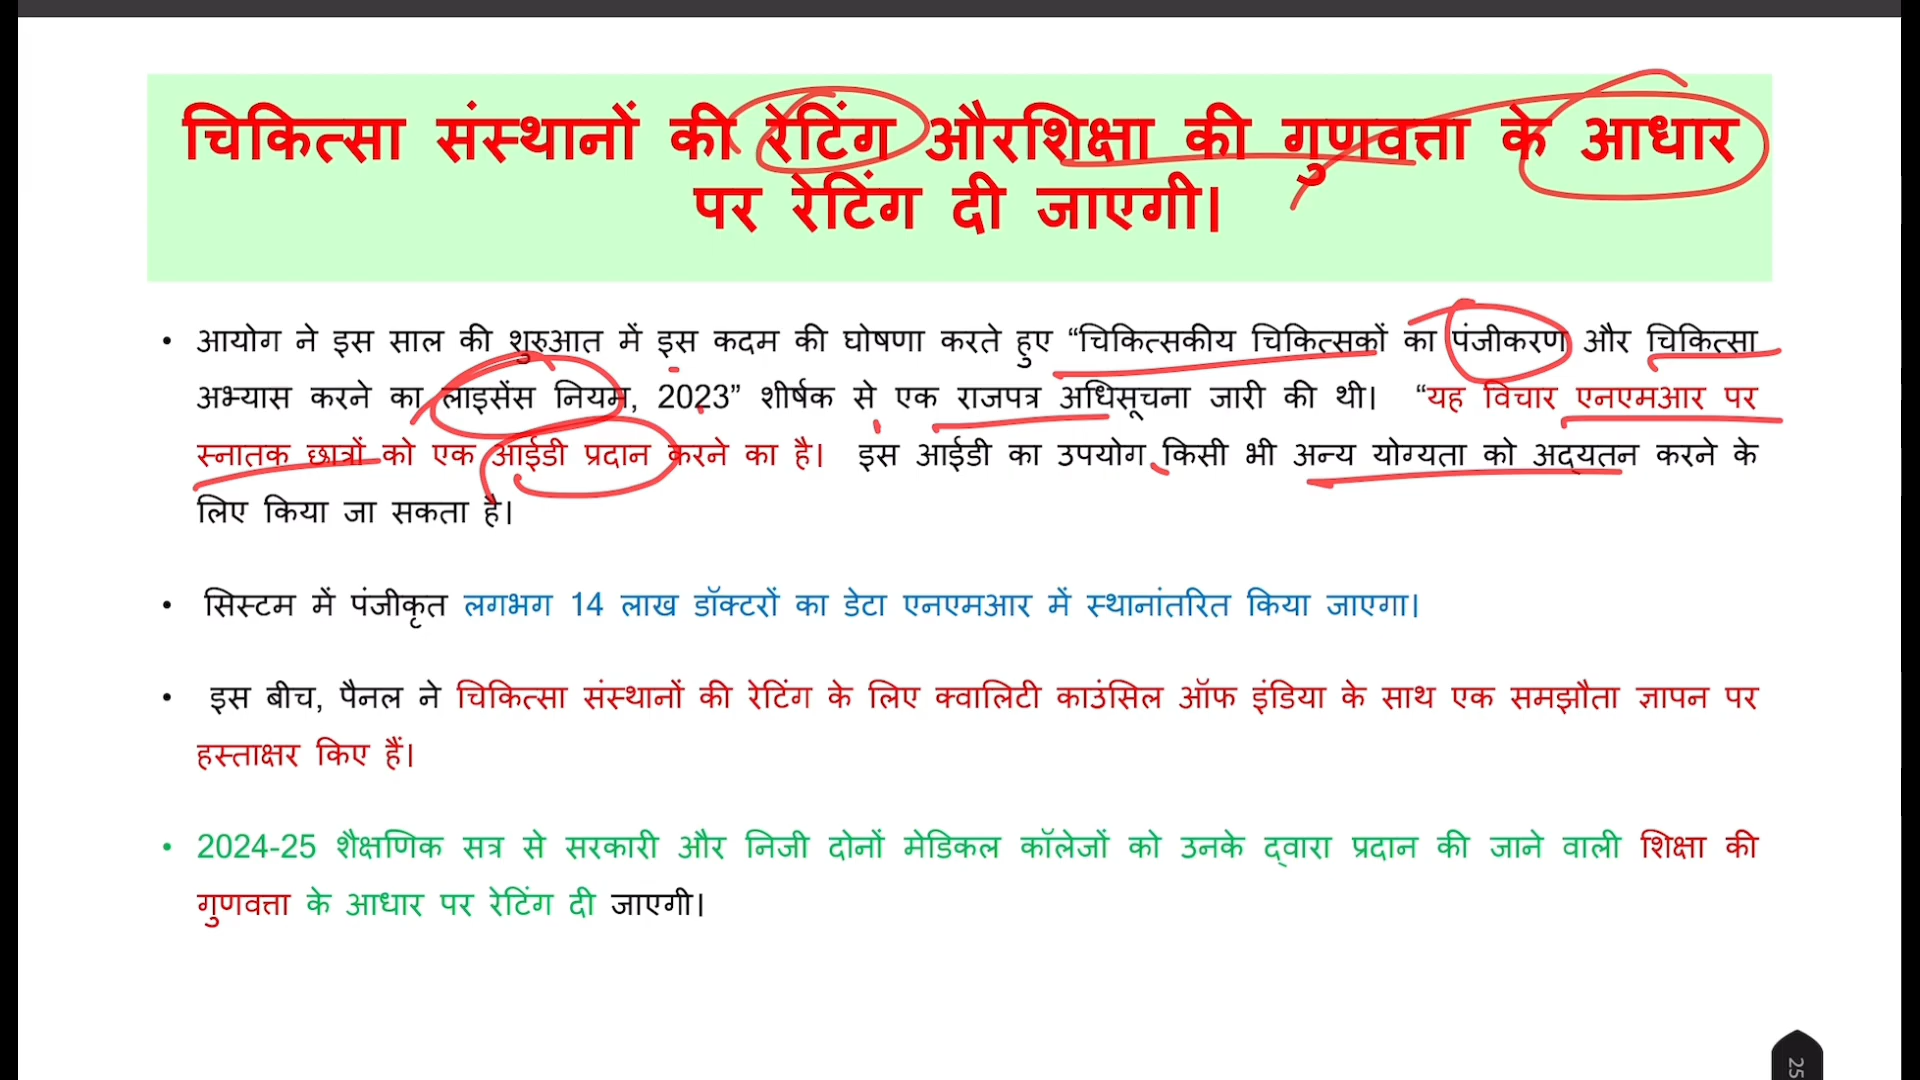 चिकित्सा संस्थानों की रेटिंग औरशिक्षा की गुणवत्ता के आधार
पर रेटिंग दी जाएगी।
• आयोग ने इस साल की शुरुआत में इस कदम की घोषणा करते हुए “चिकित्सकीय चिकित्सकों का पंजीकरण और चिकित्सा
अभ्यास करने का लाइसेंस नियम, 2023” शीर्षक से एक राजपत्र अधिसूचना जारी की थी। “यह विचार एनएमआर पर
स्नातक छात्रों को एक आईडी प्रदान करने का है। इस आईडी का उपयोग किसी भी अन्य योग्यता को अद्यतन करने के
लिए किया जा सकता है।
• सिस्टम में पंजीकृत लगभग 14 लाख डॉक्टरों का डेटा एनएमआर में स्थानांतरित किया जाएगा।
• इस बीच, पैनल ने चिकित्सा संस्थानों की रेटिंग के लिए क्वालिटी काउंसिल ऑफ इंडिया के साथ एक समझौता ज्ञापन पर
हस्ताक्षर किए हैं।
• 2024-25 शैक्षणिक सत्र से सरकारी और निजी दोनों मेडिकल कॉलेजों को उनके द्वारा प्रदान की जाने वाली शिक्षा की
गुणवत्ता के आधार पर रेटिंग दी जाएगी।
25